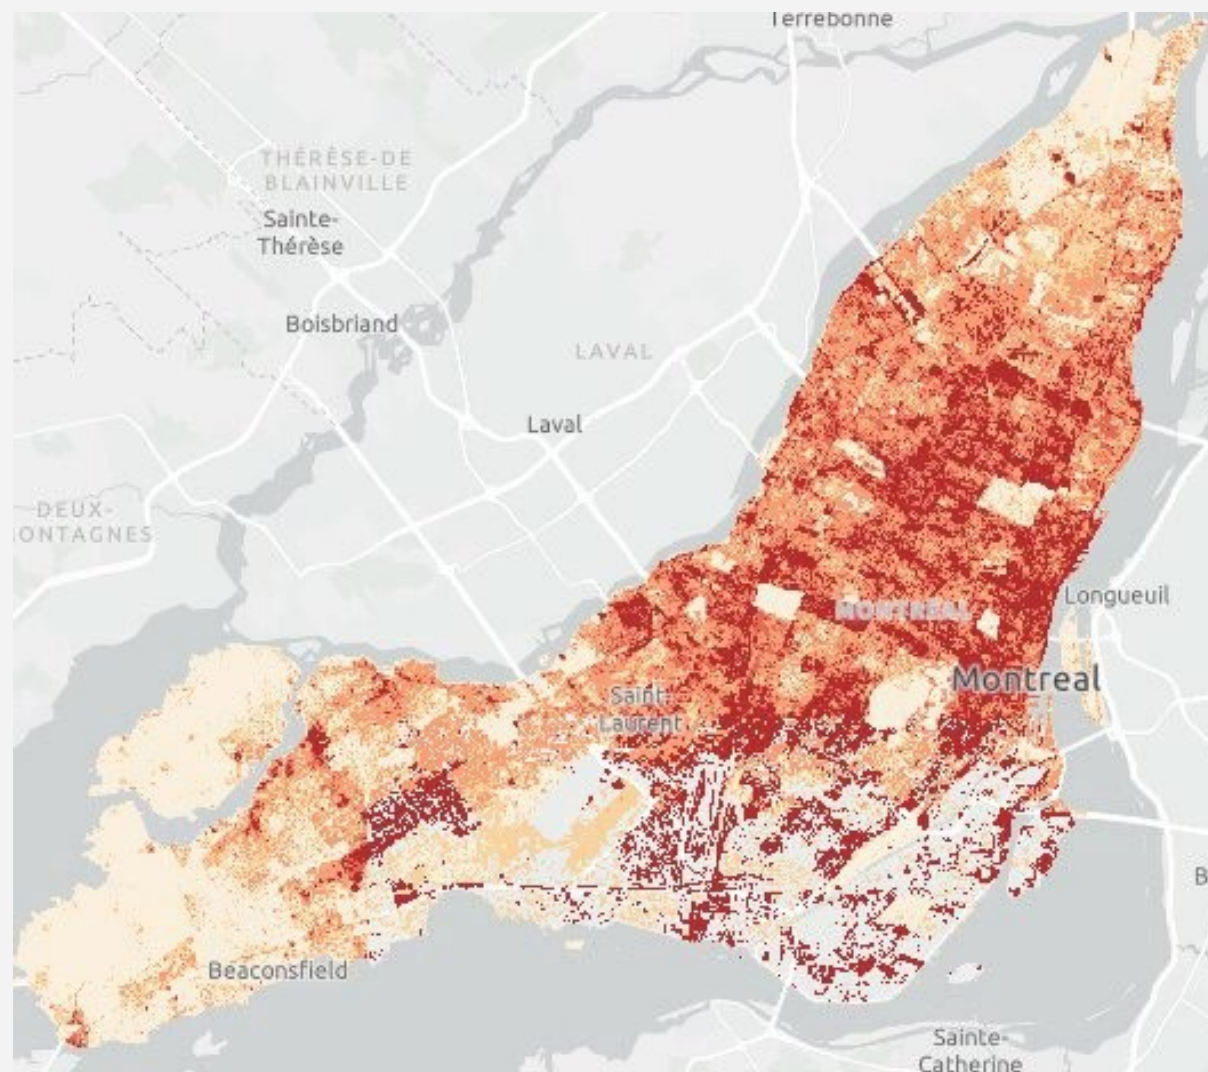 Terrebonne
THÉRÈSE-DE
BLAINVILLE
Sainte-
Thérèse
Boisbriand
LAVAL
Laval
DEUX-
ONTAGNES
Longueuil
MONTREAL
Montreal
Saint-
Laurent
B
Beaconsfield
Sainte-
Catherine